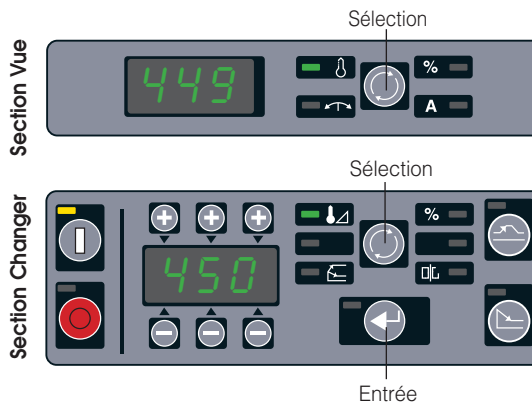 Sélection
Section Vue
449
%
A
Sélection
Section Changer
%
450
Entrée